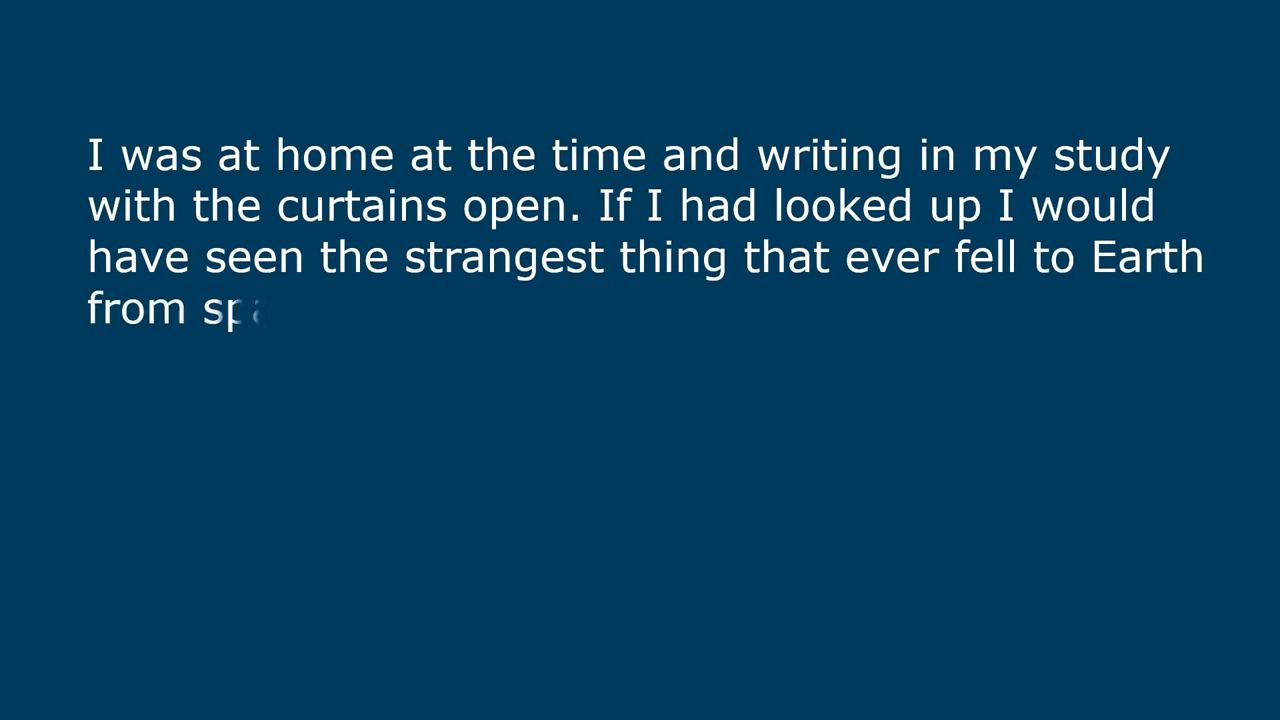 I was at home at the time and writing in my study
with the curtains open. If I had looked up I would
have seen the strangest thing that ever fell to Earth
from